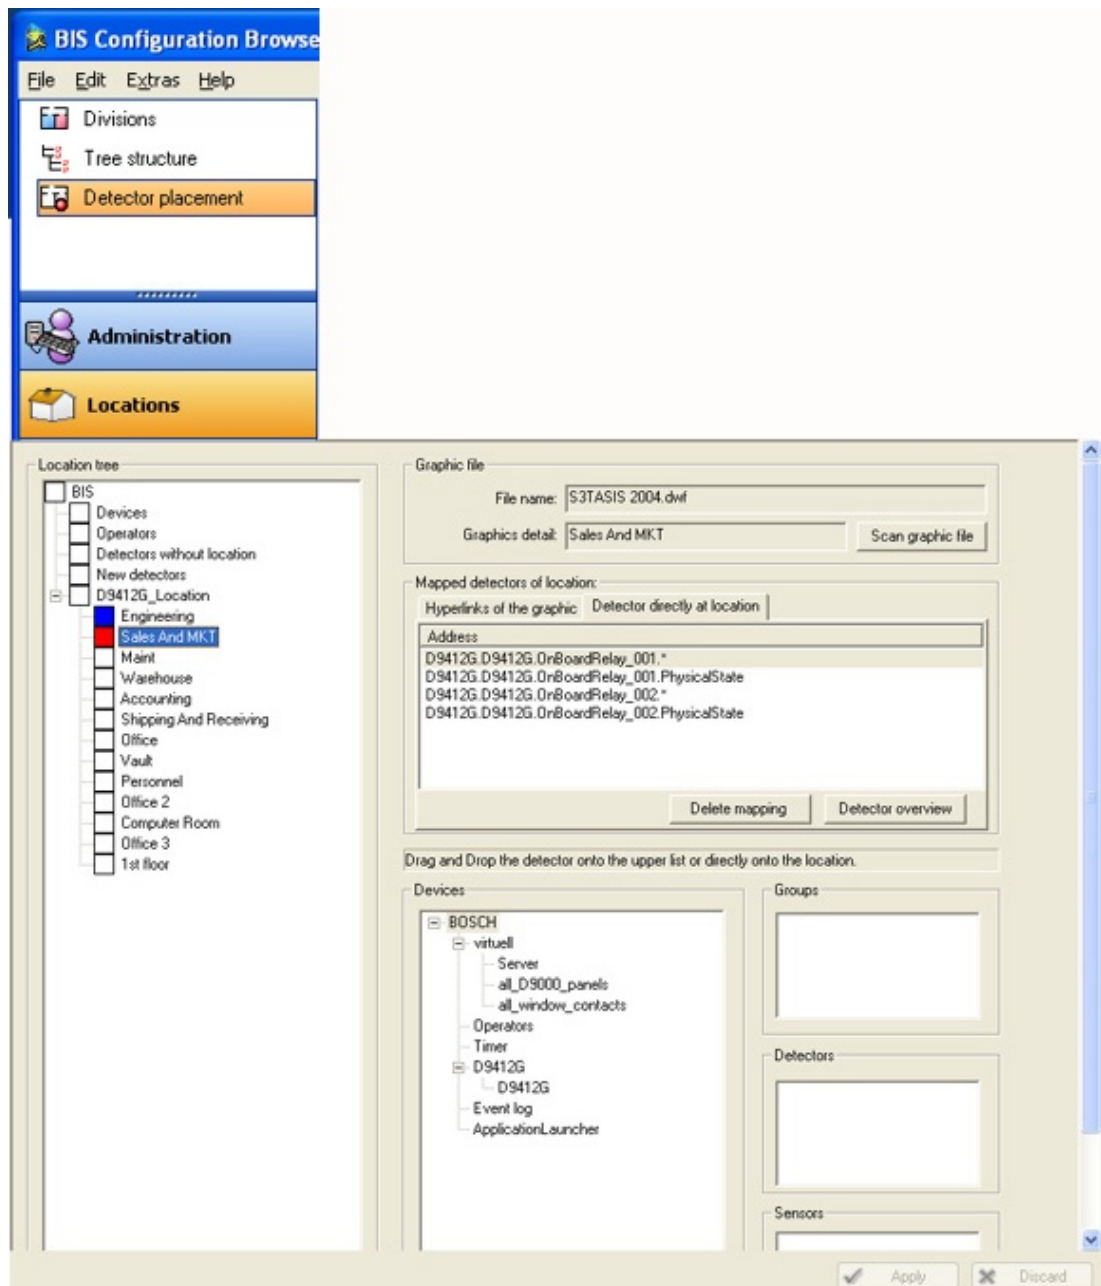 BIS Configuration Browse
File Edit Extras Help
Divisions
Tree structure
Detector placement
Administration
Locations
Location tree
BIS
Devices
Operators
Detectors without location
New detectors
D9412G_Location
Engineering
Sales And MKT
Maint
Warehouse
Accounting
Shipping And Receiving
Office
Vault
Personnel
Office 2
Computer Room
Office 3
1st floor
Graphic file
File name: S3TASIS 2004.dwf
Graphics detail: Sales And MKT Scan graphic file
Mapped detectors of location:
Hyperlinks of the graphic Detector directly at location
Address
D9412G.D9412G.OnBoardRelay_001.*
D9412G.D9412G.OnBoardRelay_001.PhysicalState
D9412G.D9412G.OnBoardRelay_002.*
D9412G.D9412G.OnBoardRelay_002.PhysicalState
Delete mapping Detector overview
Drag and Drop the detector onto the upper list or directly onto the location.
Devices
BOSCH
virtuell
Server
all_D9000_panels
all_window_contacts
Operators
Timer
D9412G
D9412G
Event log
ApplicationLauncher
Groups
Detectors
Sensors
Apply Discard